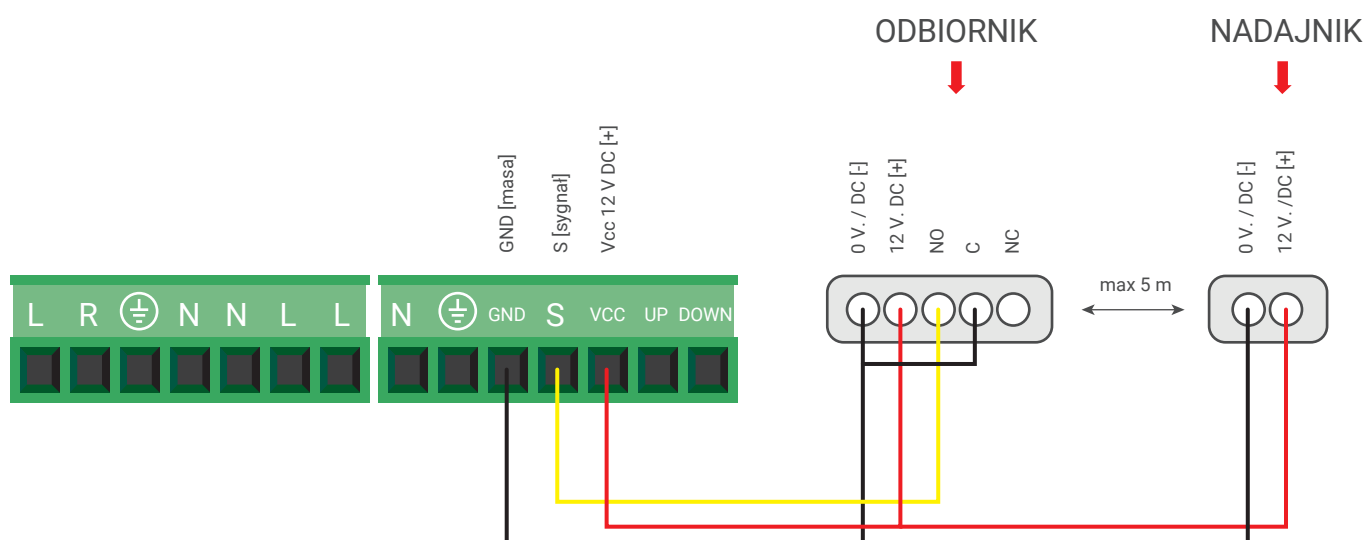 ODBIORNIK
NADAJNIK
GND [masa]
S [sygnał]
Vcc 12 V DC [+]
0 V. / DC [-]
12 V. DC [+]
NO
C
NC
0 V. / DC [-]
12 V. /DC [+]
max 5 m
L R N N L L
N GND S VCC UP DOWN